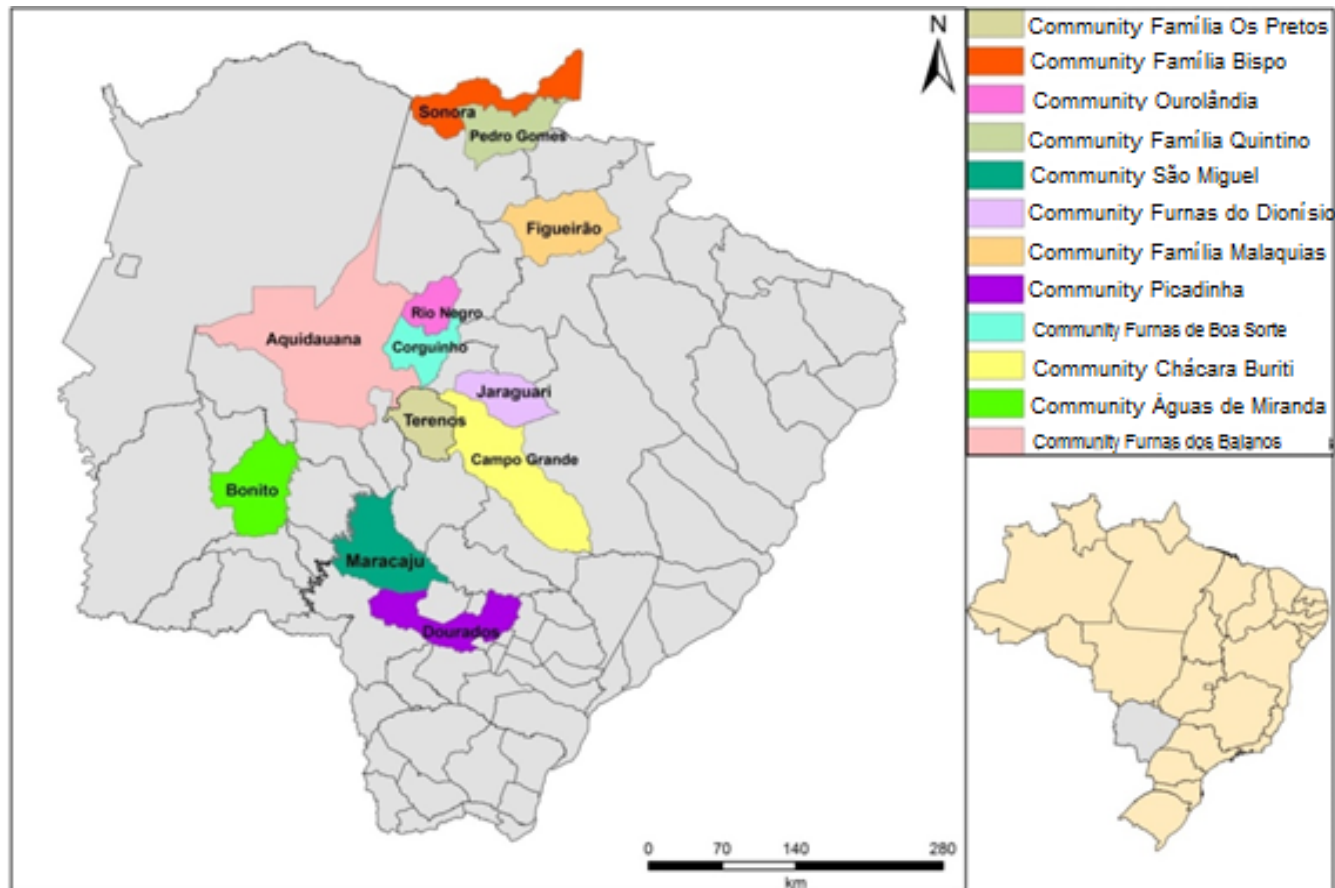 N
Sonora
Pedro Gomes
Figueirão
Rio Negro
Aquidauana
Corguinho
Jaraguari
Terenos
Campo Grande
Bonito
Maracaju
Dourados
0 70 140 280
km
Community Família Os Pretos
Community Família Bispo
Community Ourolândia
Community Família Quintino
Community São Miguel
Community Furnas do Dionísio
Community Família Malaquias
Community Picadinha
Community Furnas de Boa Sorte
Community Chácara Buriti
Community Águas de Miranda
Community Furnas dos Baianos